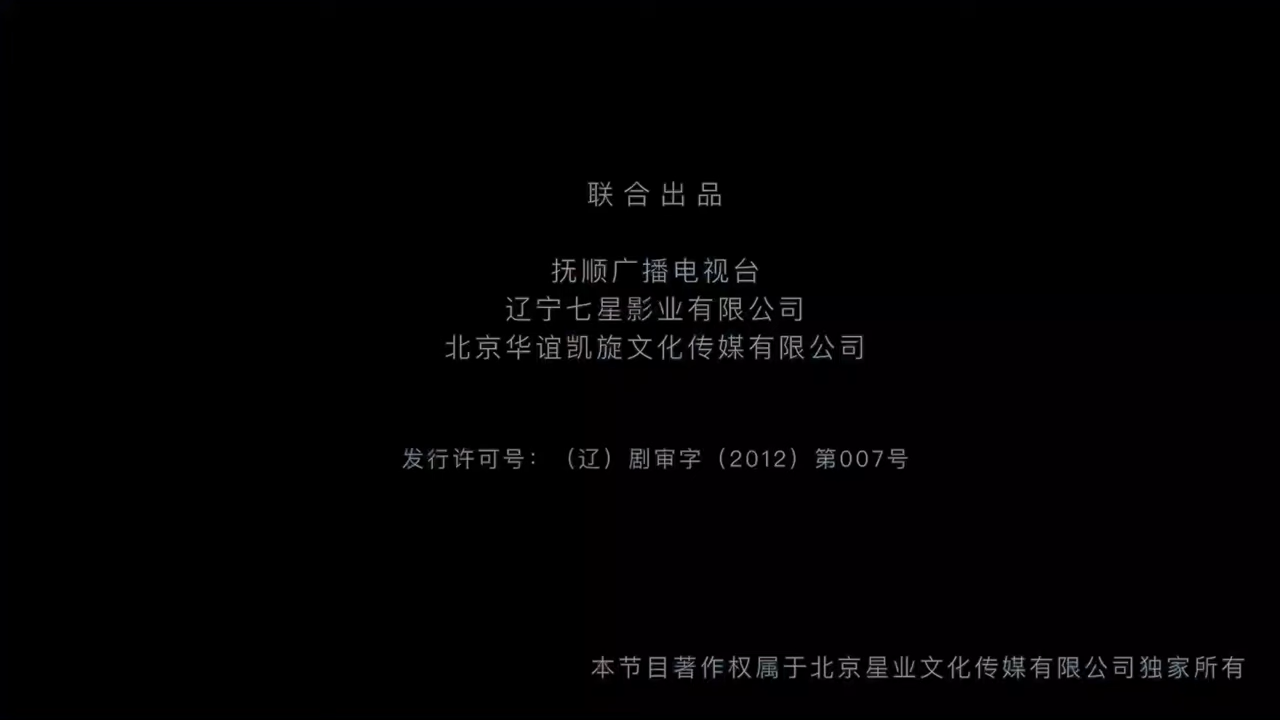 联合出品
抚顺广播电视台
辽宁七星影业有限公司
北京华谊凯旋文化传媒有限公司
发行许可号：（辽）剧审字（2012）第007号
本节目著作权属于北京星业文化传媒有限公司独家所有